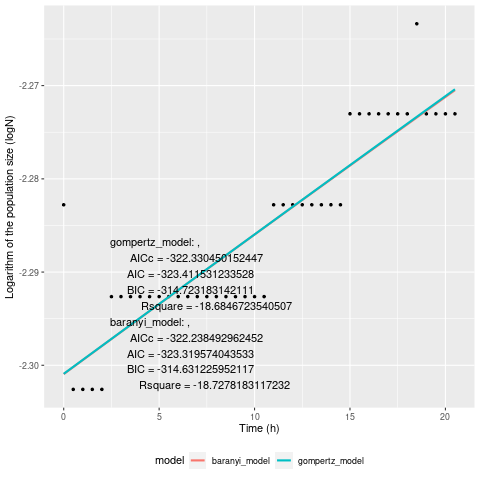 Logarithm of the population size (logN)
-2.27
-2.28
-2.29
-2.30
gompertz_model: ,
AICc = -322.330450152447
AIC = -323.411531233528
BIC = -314.723183142111
Rsquare = -18.6846723540507
baranyi_model: ,
AICc = -322.238492962452
AIC = -323.319574043533
BIC = -314.631225952117
Rsquare = -18.7278183117232
0 5 10 15 20
Time (h)
model baranyi_model gompertz_model